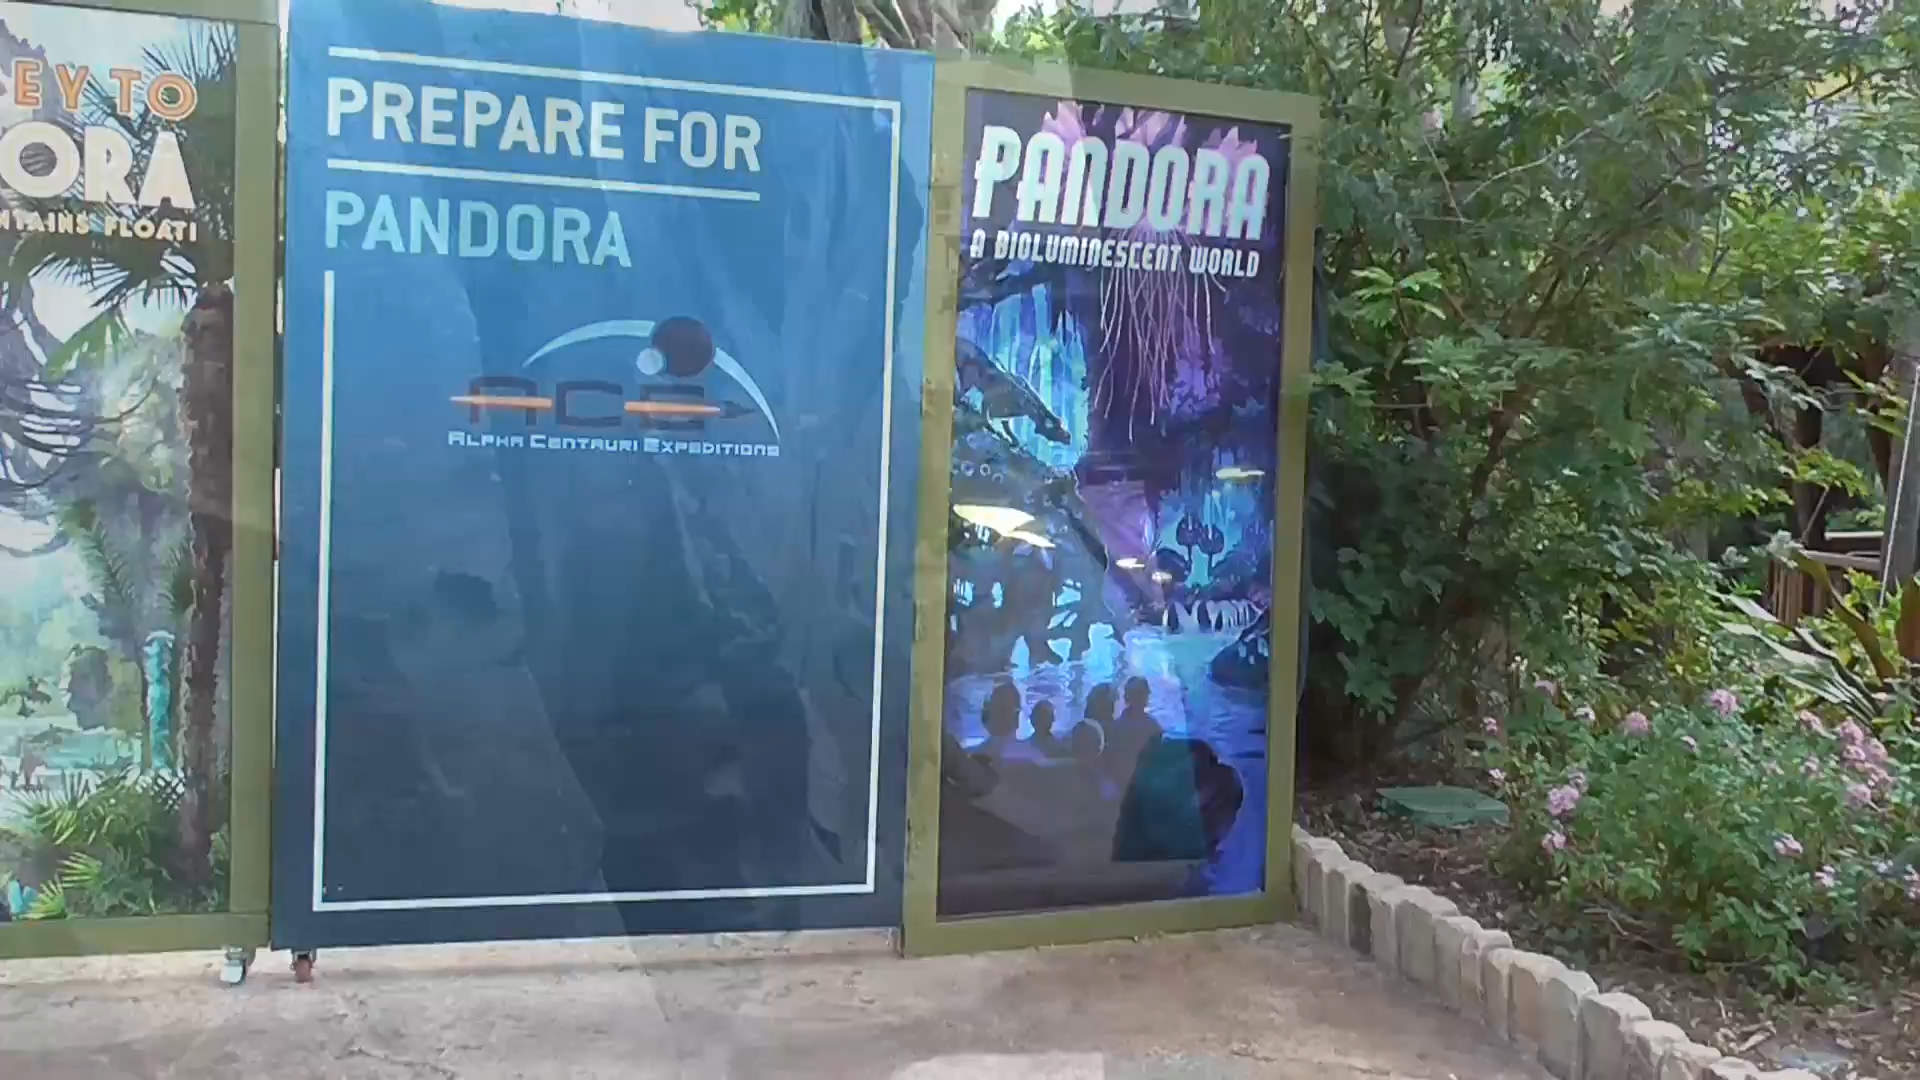 EY TO
ORA
NTAINS FLOATI
PREPARE FOR
PANDORA
ACE
ALPHA CENTAURI EXPEDITIONS
PANDORA
A BIOLUMINESCENT WORLD